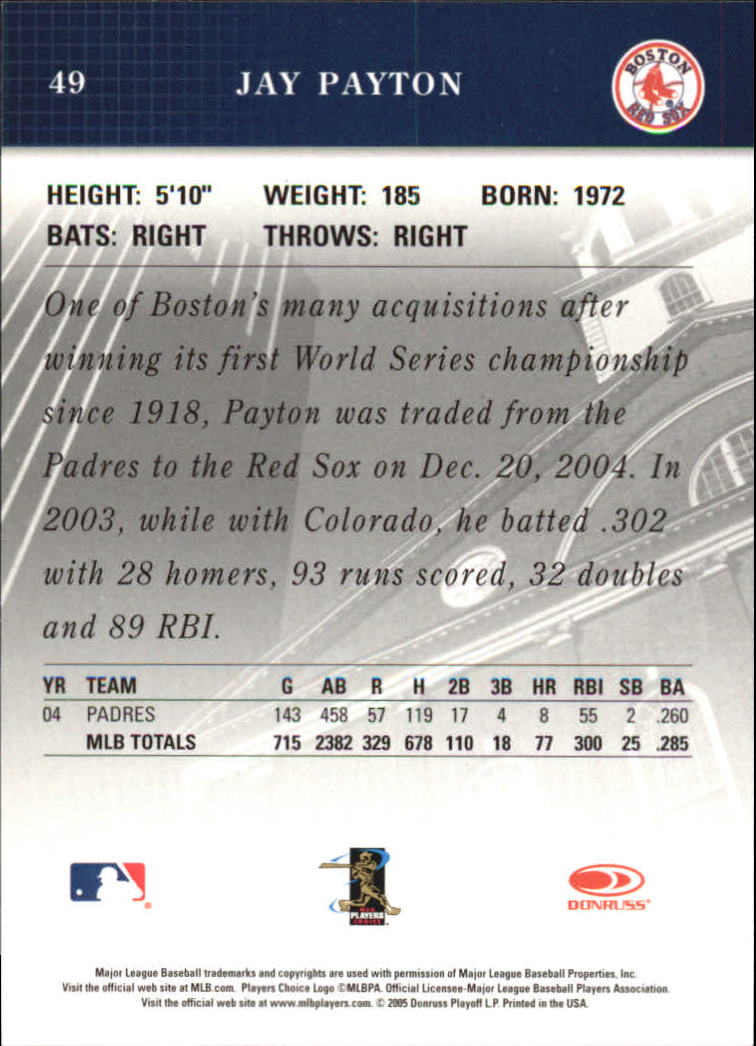 49 JAY PAYTON
BOSTON
RED SOX
HEIGHT: 5'10" WEIGHT: 185 BORN: 1972
BATS: RIGHT THROWS: RIGHT
One of Boston's many acquisitions after
winning its first World Series championship
since 1918, Payton was traded from the
Padres to the Red Sox on Dec. 20, 2004. In
2003, while with Colorado, he batted .302
with 28 homers, 93 runs scored, 32 doubles
and 89 RBI.
YR TEAM G AB R H 2B 3B HR RBI SB BA
04 PADRES 143 458 57 119 17 4 8 55 2 .260
MLB TOTALS 715 2382 329 678 110 18 77 300 25 .285
PLAYERS
CHOICE
DONRUSS
Major League Baseball trademarks and copyrights are used with permission of Major League Baseball Properties, Inc.
Visit the official web site at MLB.com. Players Choice Logo ©MLBPA. Official Licensee-Major League Baseball Players Association.
Visit the official web site at www.mlbplayers.com. © 2005 Donruss Playoff L.P. Printed in the USA.